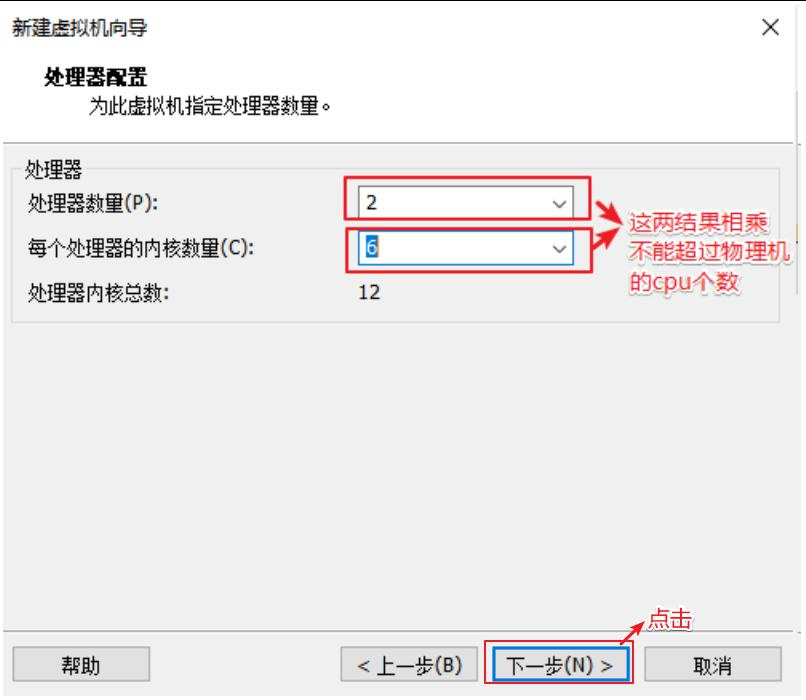 新建虚拟机向导
处理器配置
为此虚拟机指定处理器数量。
处理器
处理器数量(P):
2
每个处理器的内核数量(C):
6
处理器内核总数:
12
这两结果相乘
不能超过物理机
的cpu个数
点击
帮助
< 上一步(B)
下一步(N) >
取消